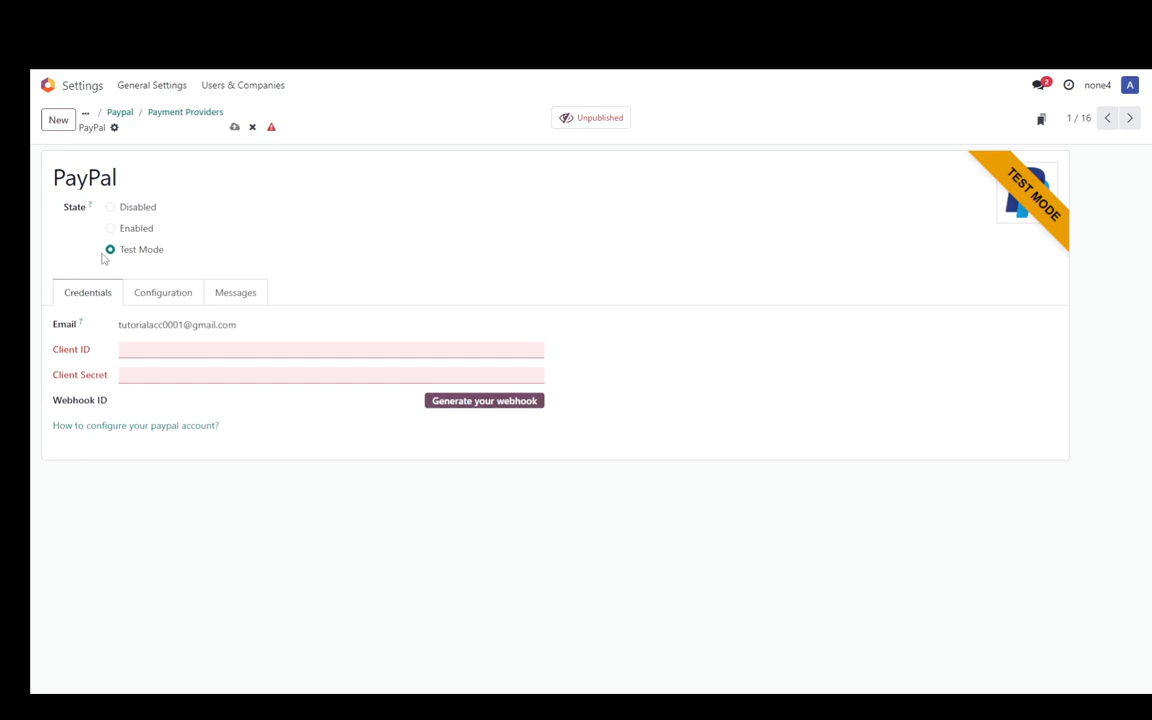 Settings General Settings Users & Companies 2 none4 A
New ... / Paypal / Payment Providers
PayPal
Unpublished
1 / 16
PayPal
TEST MODE
State ? Disabled
Enabled
Test Mode
Credentials Configuration Messages
Email ? tutorialacc0001@gmail.com
Client ID
Client Secret
Webhook ID Generate your webhook
How to configure your paypal account?